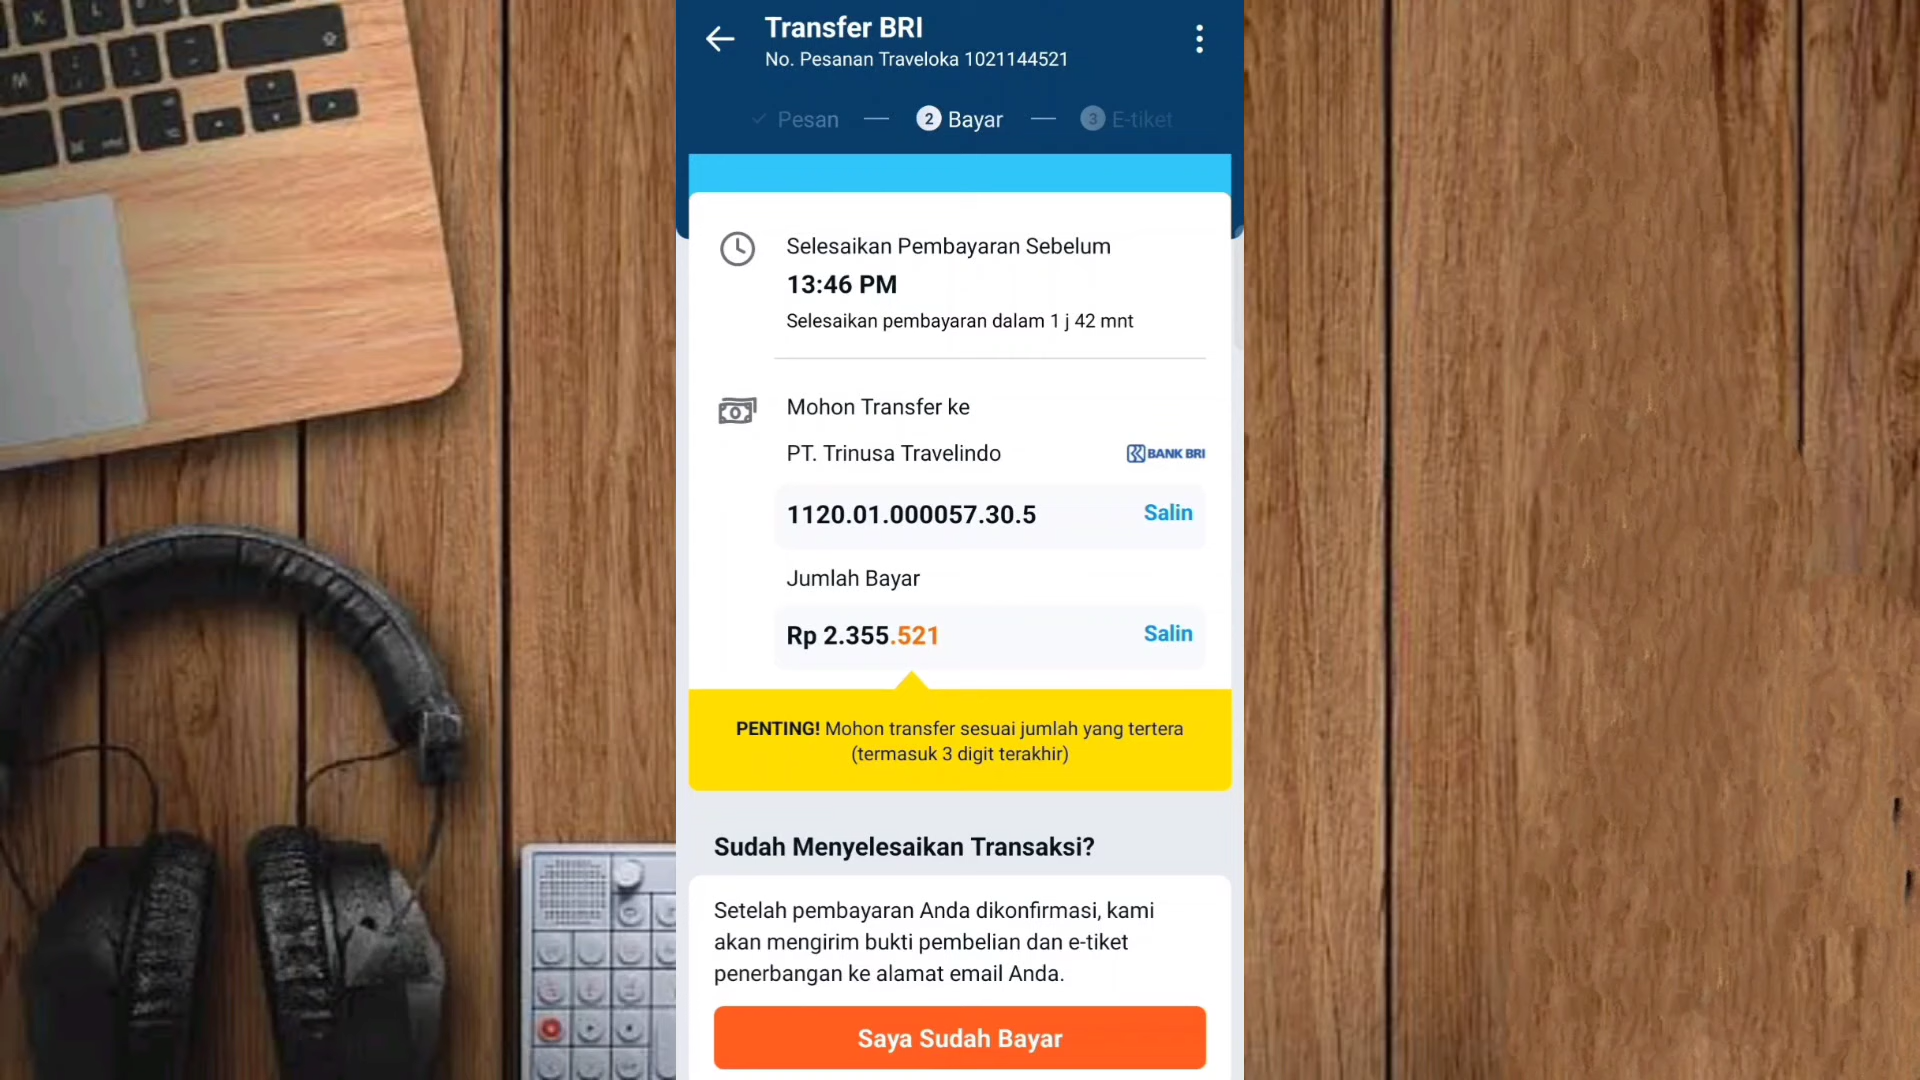 Transfer BRI
No. Pesanan Traveloka 1021144521
Pesan — 2 Bayar — 3 E-tiket
Selesaikan Pembayaran Sebelum
13:46 PM
Selesaikan pembayaran dalam 1 j 42 mnt
Mohon Transfer ke
PT. Trinusa Travelindo BANK BRI
1120.01.000057.30.5 Salin
Jumlah Bayar
Rp 2.355.521 Salin
PENTING! Mohon transfer sesuai jumlah yang tertera
(termasuk 3 digit terakhir)
Sudah Menyelesaikan Transaksi?
Setelah pembayaran Anda dikonfirmasi, kami
akan mengirim bukti pembelian dan e-tiket
penerbangan ke alamat email Anda.
Saya Sudah Bayar